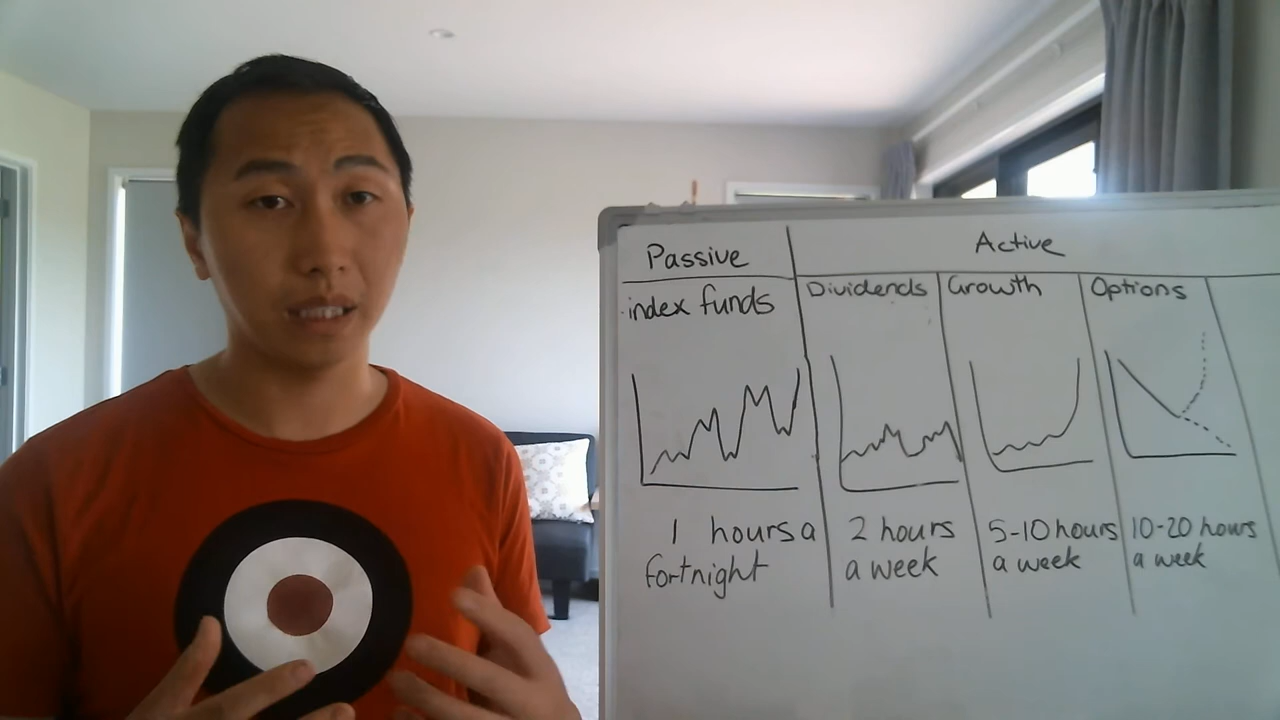 Passive
Active
index funds
Dividends
Growth
Options
1 hours a
fortnight
2 hours
a week
5-10 hours
a week
10-20 hours
a week